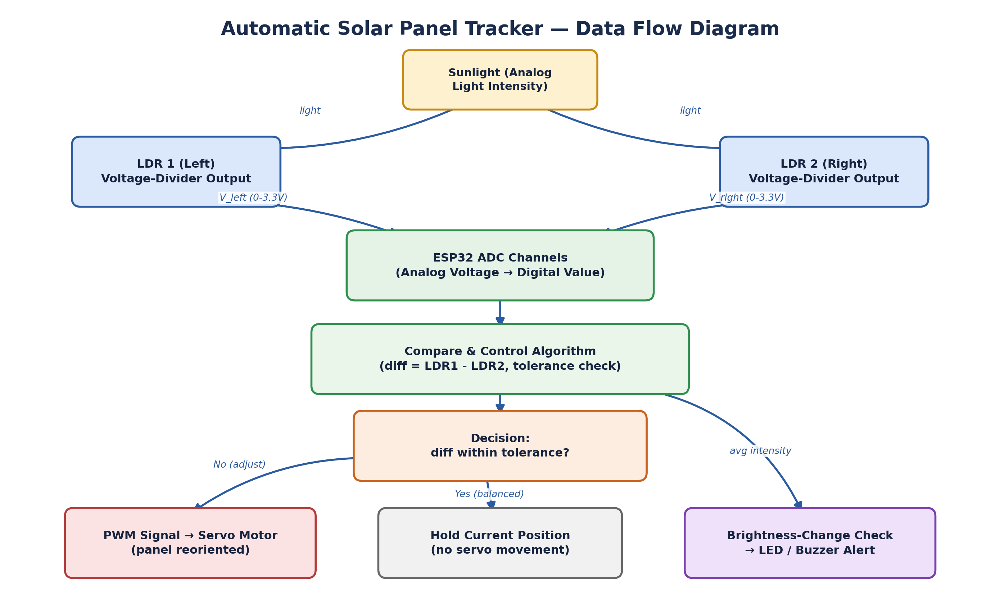 Automatic Solar Panel Tracker — Data Flow Diagram
Sunlight (Analog
Light Intensity)
light
light
LDR 1 (Left)
Voltage-Divider Output
LDR 2 (Right)
Voltage-Divider Output
V_left (0-3.3V)
V_right (0-3.3V)
ESP32 ADC Channels
(Analog Voltage → Digital Value)
Compare & Control Algorithm
(diff = LDR1 - LDR2, tolerance check)
Decision:
diff within tolerance?
avg intensity
No (adjust)
Yes (balanced)
PWM Signal → Servo Motor
(panel reoriented)
Hold Current Position
(no servo movement)
Brightness-Change Check
→ LED / Buzzer Alert